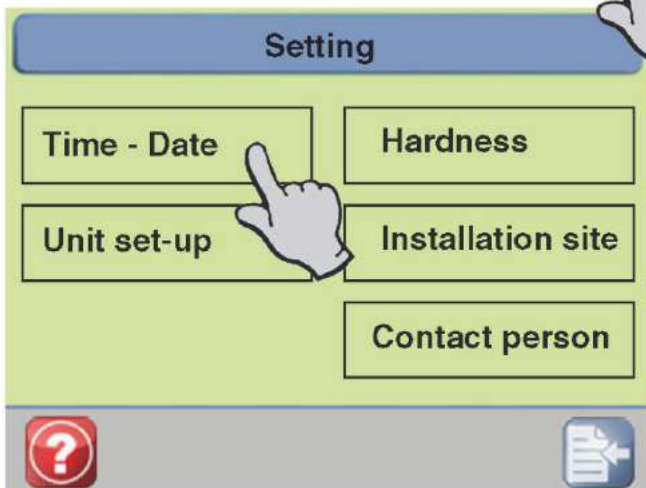 Setting
Time - Date
Hardness
Unit set-up
Installation site
Contact person
?